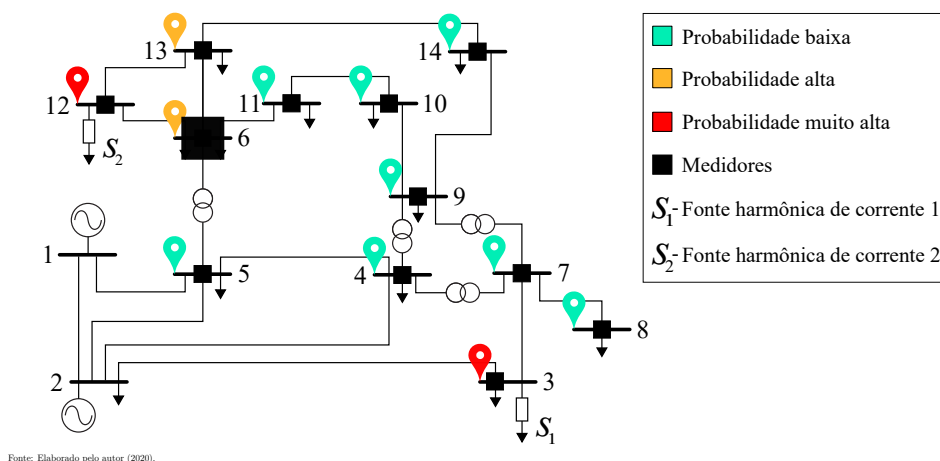 13
14
12
11
10
6
S₂
9
1
5
4
7
8
2
3
S₁
Probabilidade baixa
Probabilidade alta
Probabilidade muito alta
Medidores
S₁-Fonte harmônica de corrente 1
S₂-Fonte harmônica de corrente 2
Fonte: Elaborado pelo autor (2020).